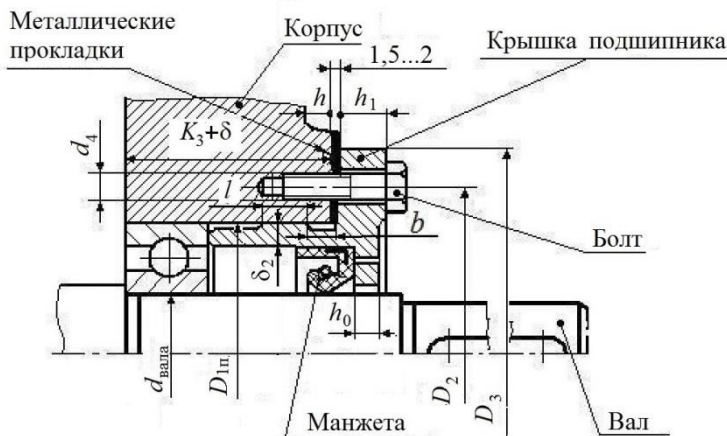 Металлические
прокладки
Корпус
1,5...2
Крышка подшипника
h
h₁
K₃+δ
d₄
l
b
Болт
δ₂
h₀
dвала
D₁п
D₂
D₃
Манжета
Вал